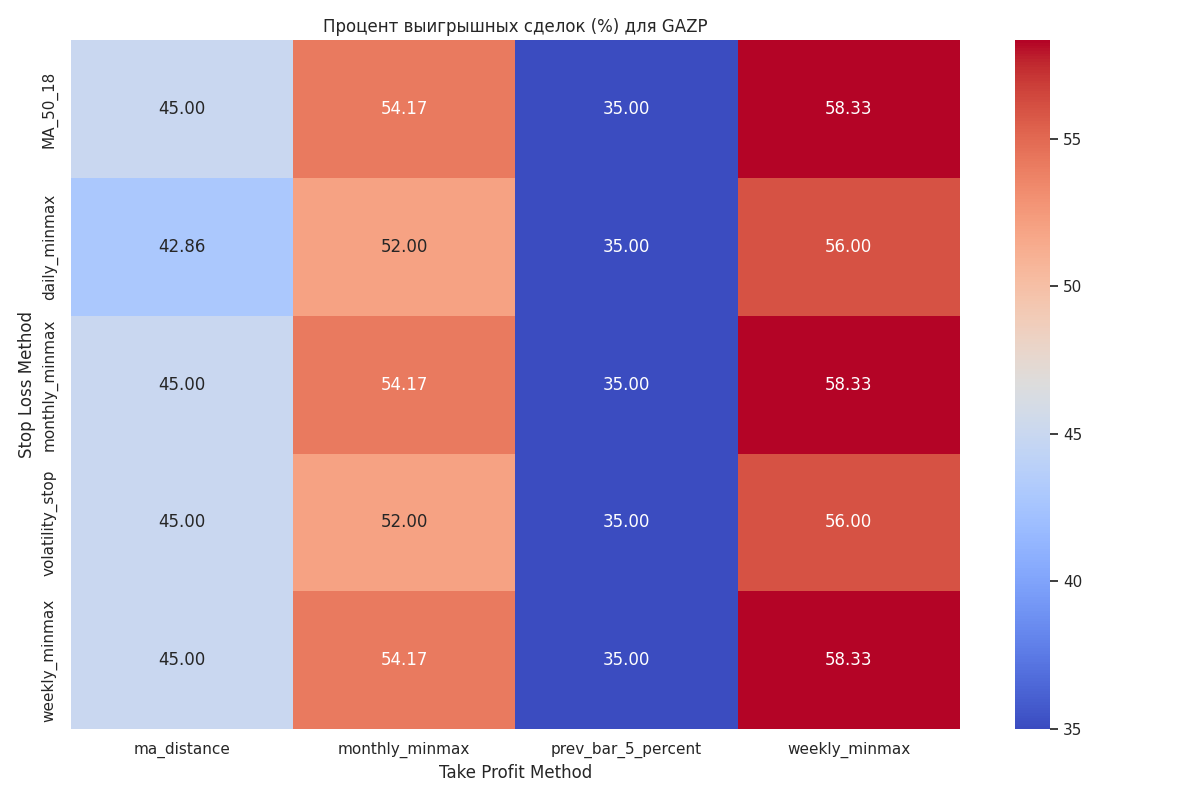 Процент выигрышных сделок (%) для GAZP
Stop Loss Method
MA_50_18
45.00 54.17 35.00 58.33
daily_minmax
42.86 52.00 35.00 56.00
monthly_minmax
45.00 54.17 35.00 58.33
volatility_stop
45.00 52.00 35.00 56.00
weekly_minmax
45.00 54.17 35.00 58.33
ma_distance monthly_minmax prev_bar_5_percent weekly_minmax
Take Profit Method
55
50
45
40
35